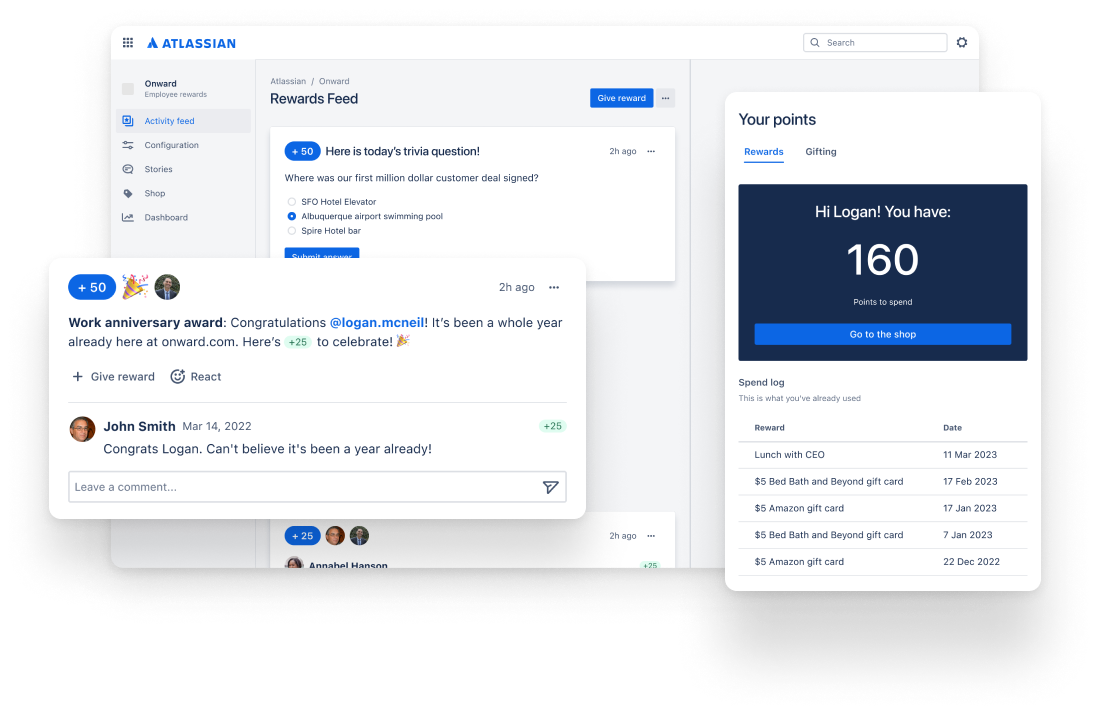 ATLASSIAN
Search
Onward
Employee rewards
Activity feed
Configuration
Stories
Shop
Dashboard
Atlassian / Onward
Rewards Feed
Give reward
+ 50 Here is today's trivia question! 2h ago
Where was our first million dollar customer deal signed?
SFO Hotel Elevator
Albuquerque airport swimming pool
Spire Hotel bar
Submit answer
+ 50 2h ago
Work anniversary award: Congratulations @logan.mcneil! It's been a whole year
already here at onward.com. Here's +25 to celebrate!
+ Give reward React
John Smith Mar 14, 2022 +25
Congrats Logan. Can't believe it's been a year already!
Leave a comment...
+ 25 2h ago
Annabel Hanson +25
Your points
Rewards Gifting
Hi Logan! You have:
160
Points to spend
Go to the shop
Spend log
This is what you've already used
Reward Date
Lunch with CEO 11 Mar 2023
$5 Bed Bath and Beyond gift card 17 Feb 2023
$5 Amazon gift card 17 Jan 2023
$5 Bed Bath and Beyond gift card 7 Jan 2023
$5 Amazon gift card 22 Dec 2022